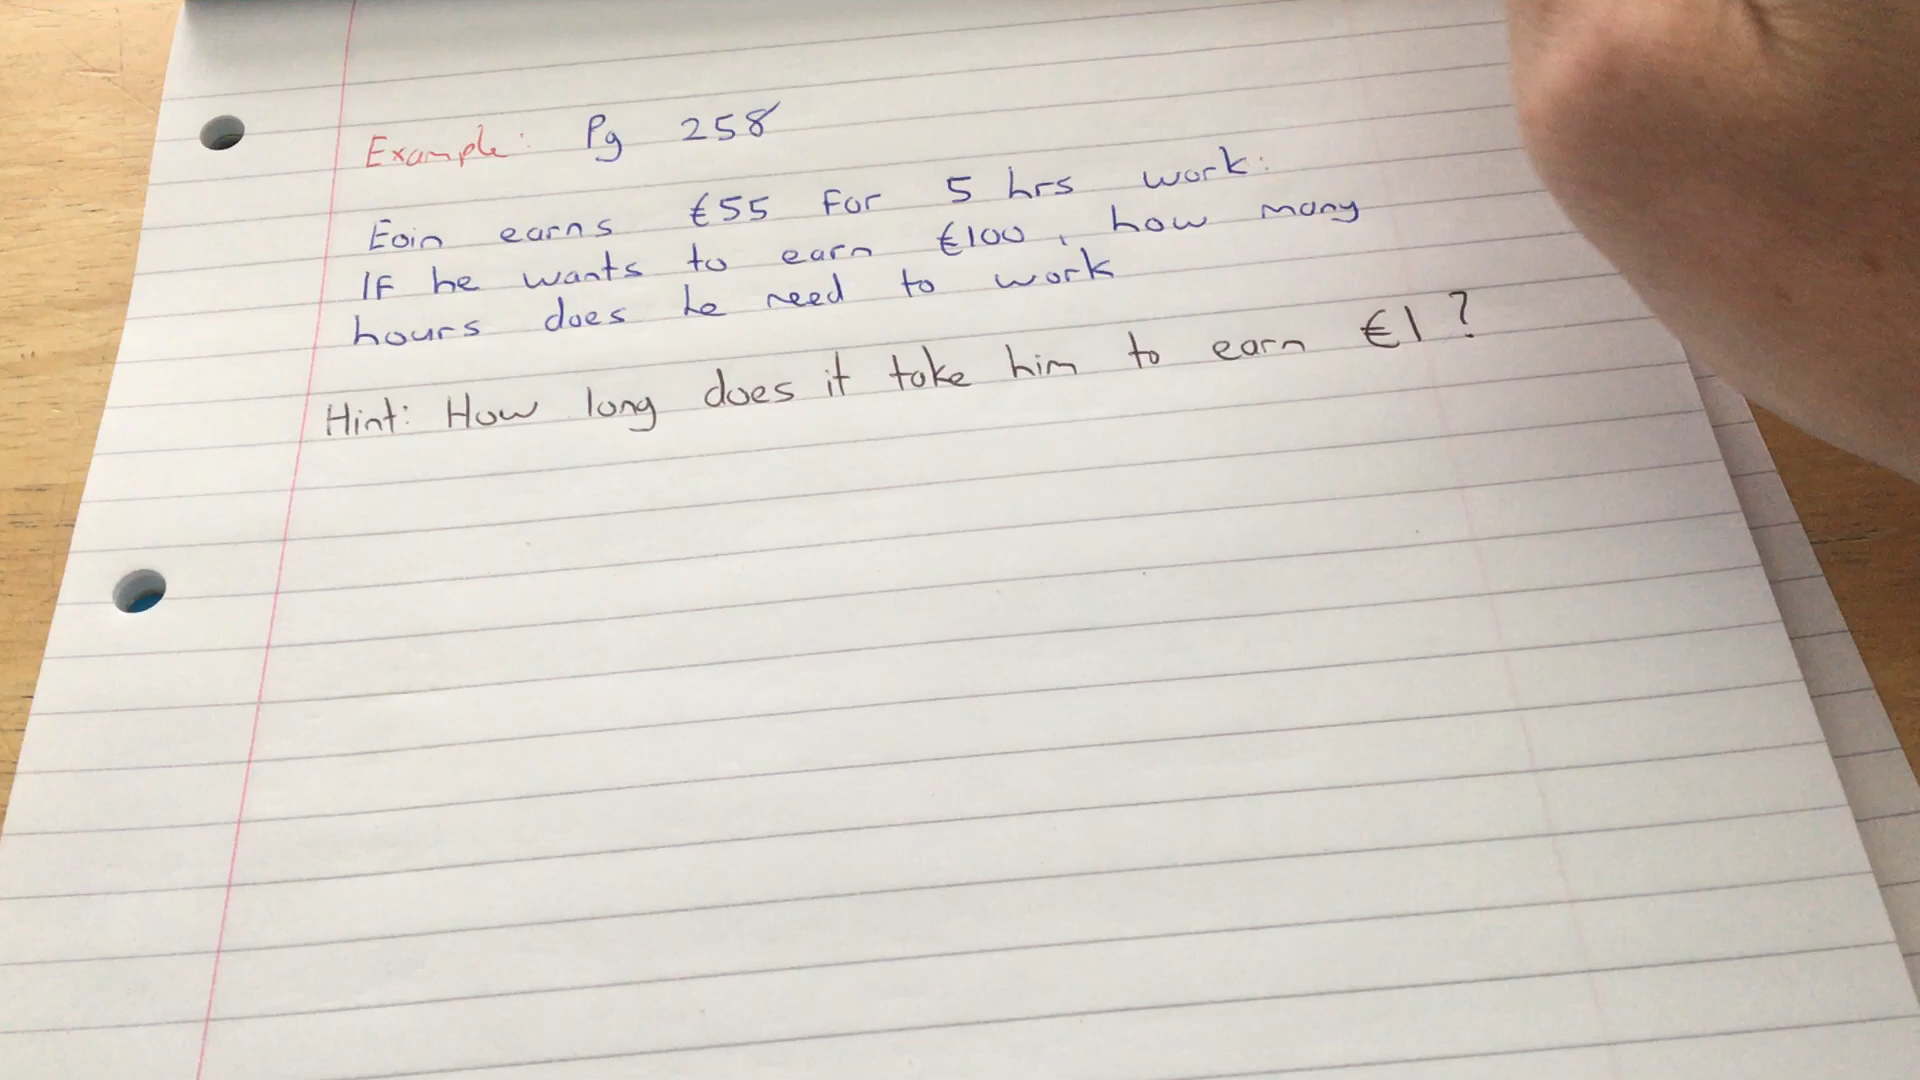 Example: Pg 258
Eoin earns €55 for 5 hrs work.
If he wants to earn €100, how many
hours does he need to work
Hint: How long does it take him to earn €1?